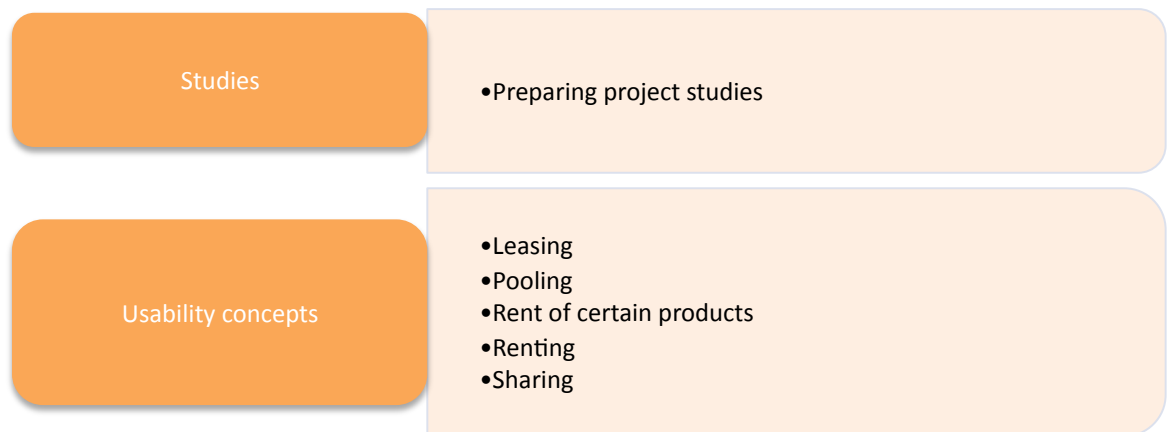 Studies
•Preparing project studies
Usability concepts
•Leasing
•Pooling
•Rent of certain products
•Renting
•Sharing